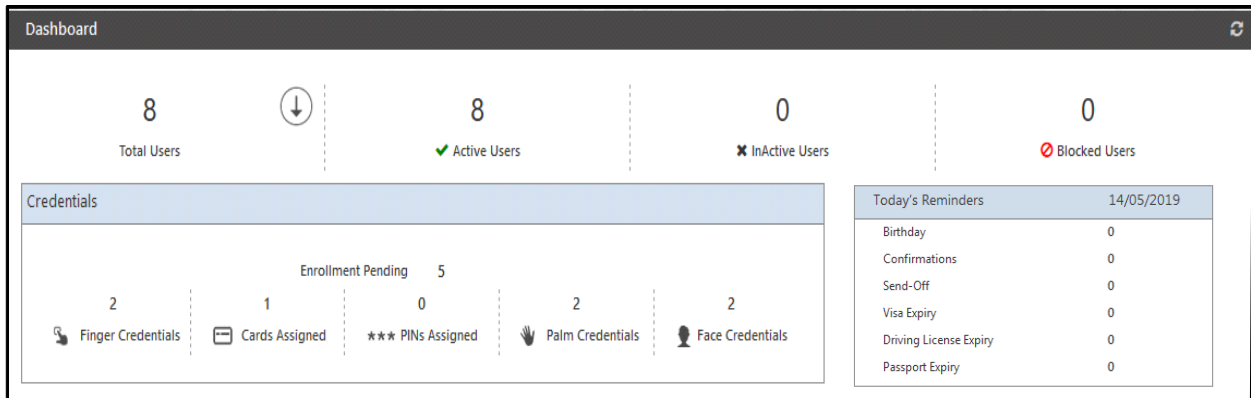 Dashboard
8 8 0 0
Total Users Active Users InActive Users Blocked Users
Credentials
Enrollment Pending 5
2 1 0 2 2
Finger Credentials Cards Assigned *** PINs Assigned Palm Credentials Face Credentials
Today's Reminders 14/05/2019
Birthday 0
Confirmations 0
Send-Off 0
Visa Expiry 0
Driving License Expiry 0
Passport Expiry 0